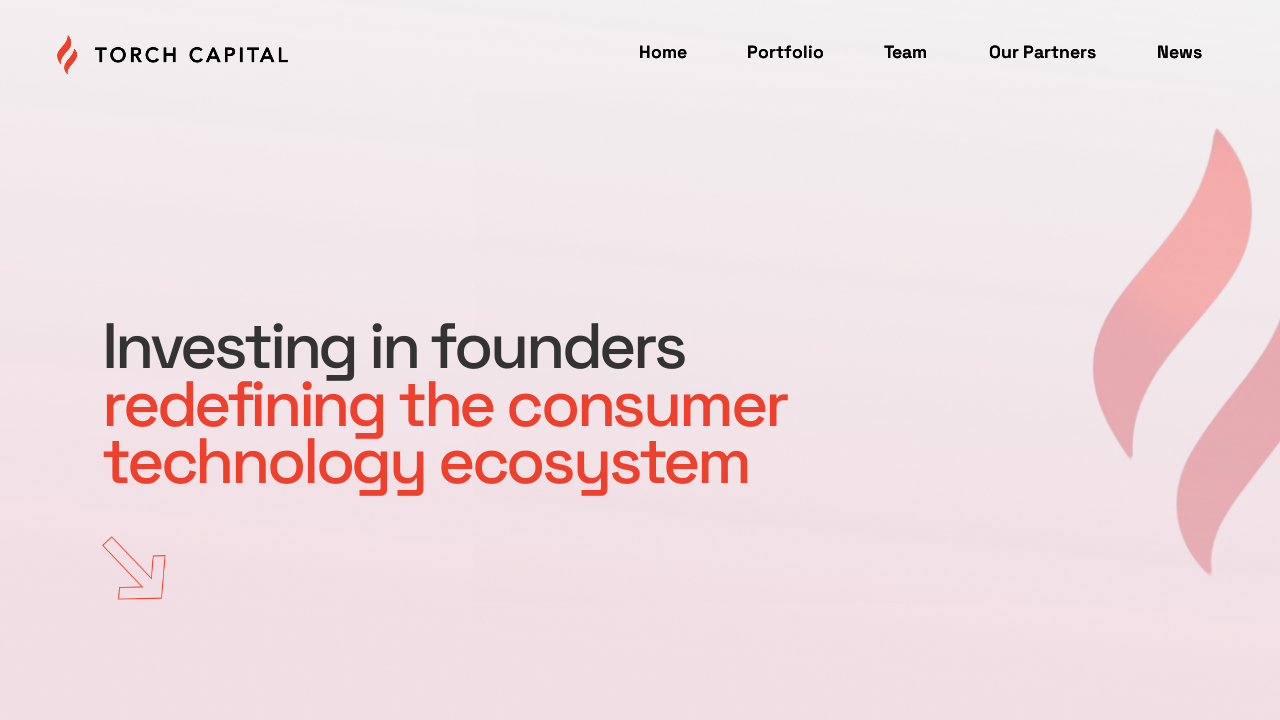 TORCH CAPITAL
Home Portfolio Team Our Partners News
Investing in founders
redefining the consumer
technology ecosystem